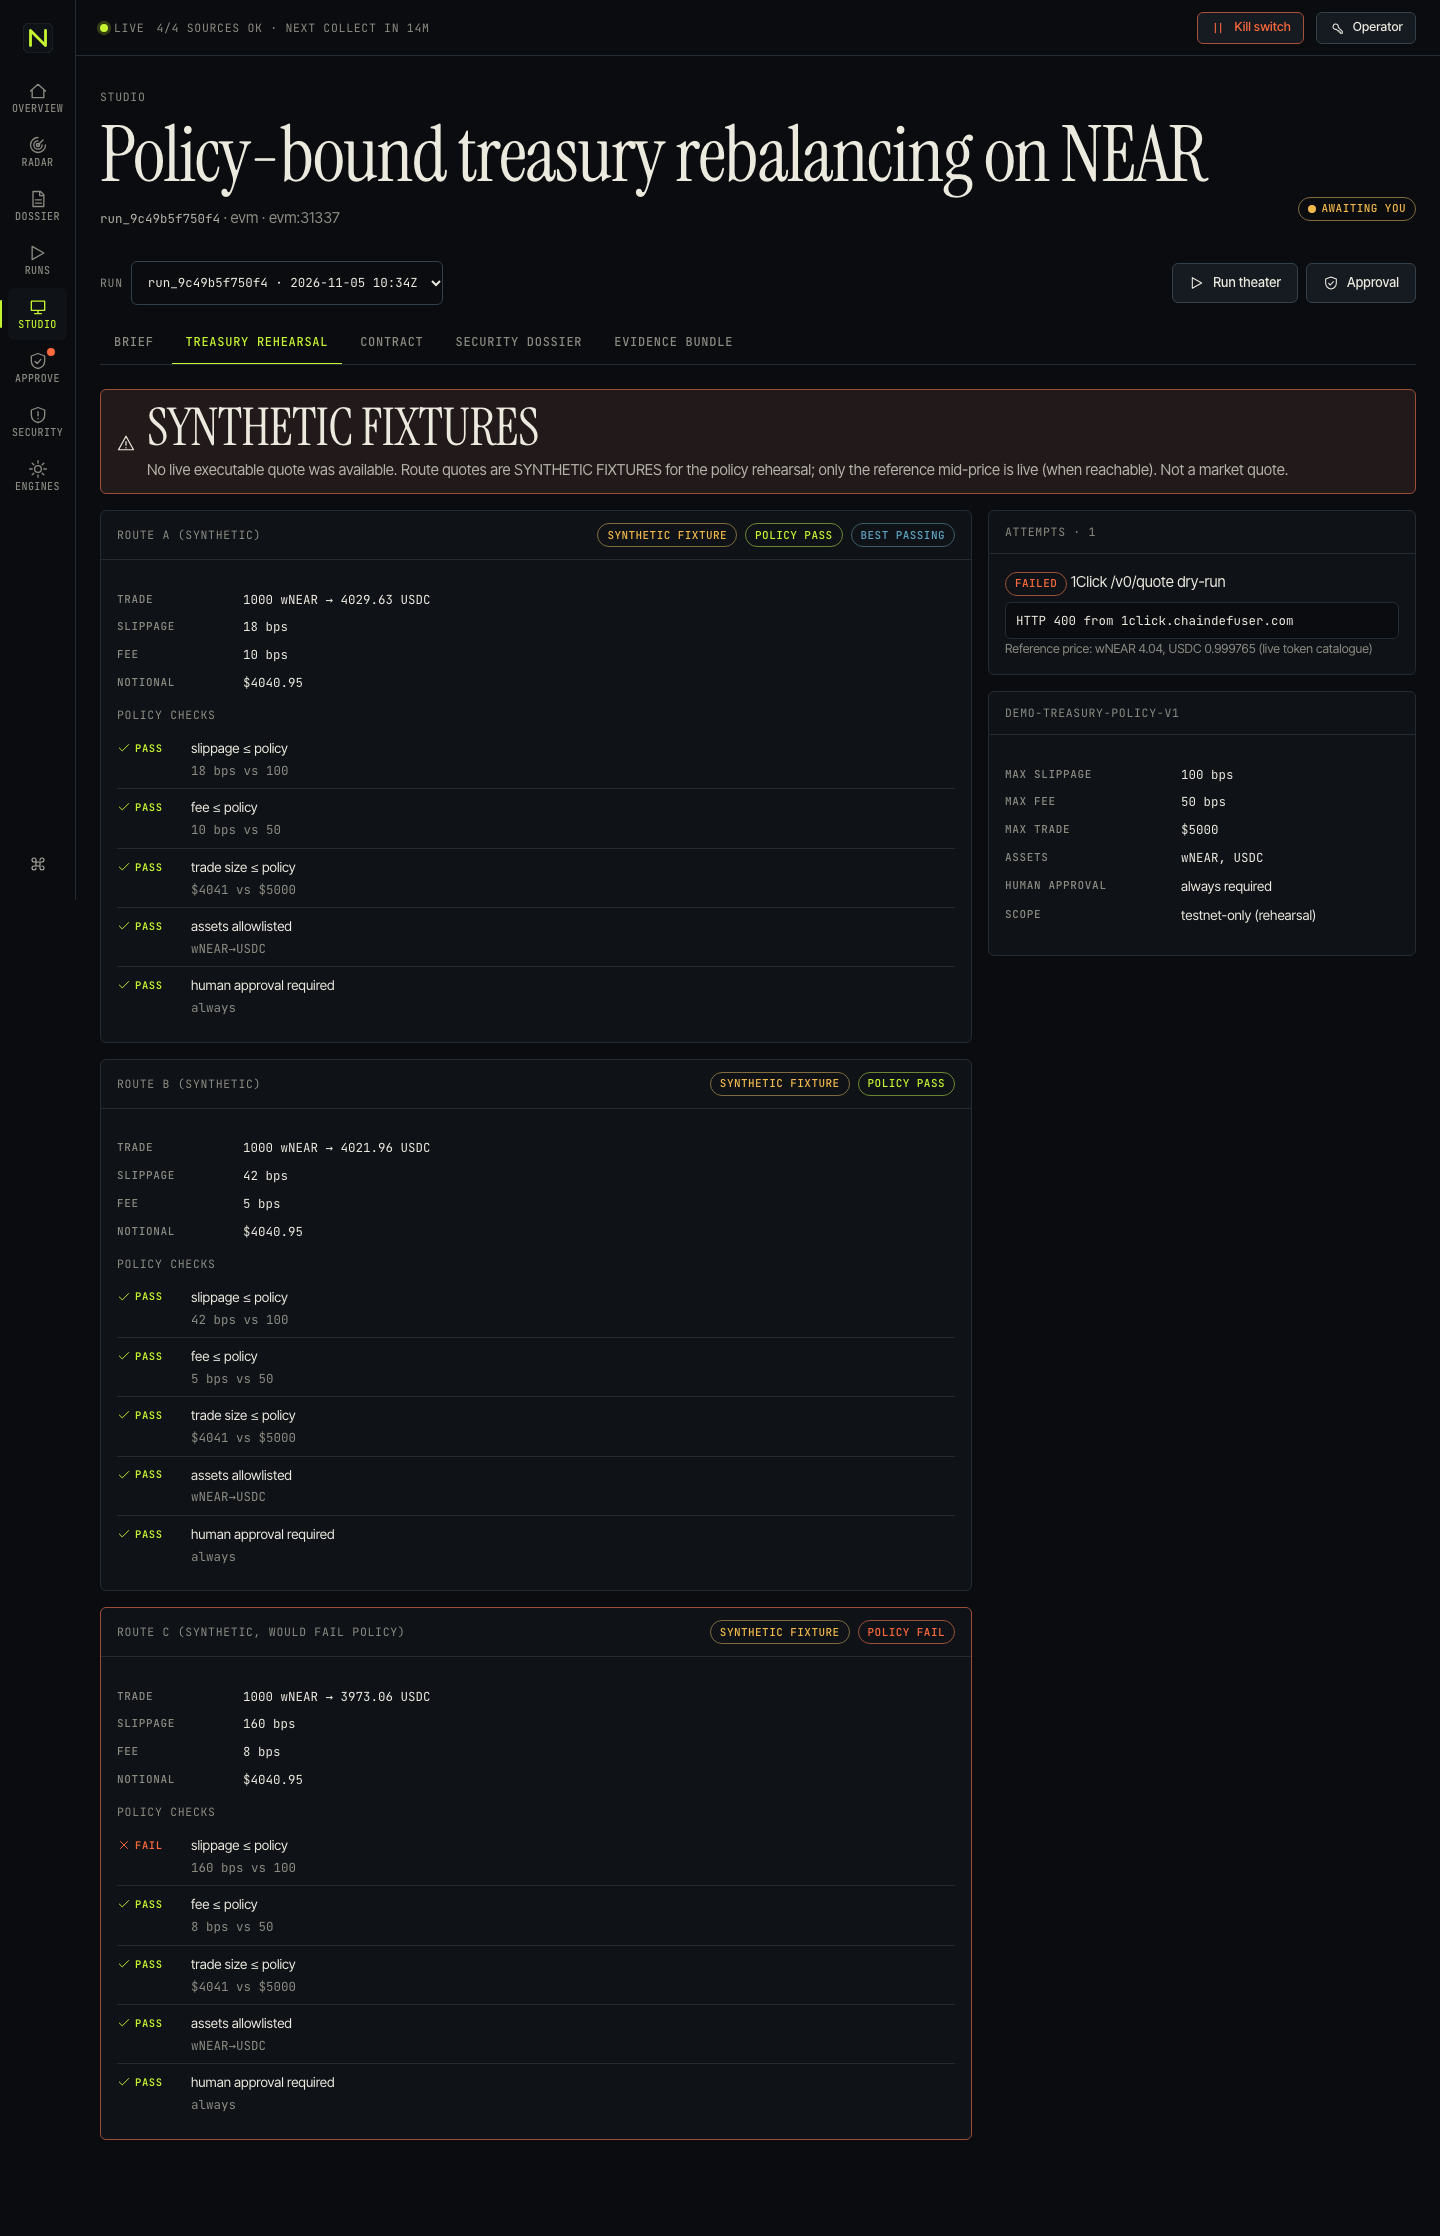 N
LIVE 4/4 SOURCES OK · NEXT COLLECT IN 14M
Kill switch
Operator
OVERVIEW
RADAR
DOSSIER
RUNS
STUDIO
APPROVE
SECURITY
ENGINES
⌘
STUDIO
Policy-bound treasury rebalancing on NEAR
run_9c49b5f750f4 · evm · evm:31337
AWAITING YOU
RUN
run_9c49b5f750f4 · 2026-11-05 10:34Z
Run theater
Approval
BRIEF
TREASURY REHEARSAL
CONTRACT
SECURITY DOSSIER
EVIDENCE BUNDLE
SYNTHETIC FIXTURES
No live executable quote was available. Route quotes are SYNTHETIC FIXTURES for the policy rehearsal; only the reference mid-price is live (when reachable). Not a market quote.
ROUTE A (SYNTHETIC)
SYNTHETIC FIXTURE
POLICY PASS
BEST PASSING
TRADE 1000 wNEAR → 4029.63 USDC
SLIPPAGE 18 bps
FEE 10 bps
NOTIONAL $4040.95
POLICY CHECKS
PASS slippage ≤ policy
18 bps vs 100
PASS fee ≤ policy
10 bps vs 50
PASS trade size ≤ policy
$4041 vs $5000
PASS assets allowlisted
wNEAR→USDC
PASS human approval required
always
ROUTE B (SYNTHETIC)
SYNTHETIC FIXTURE
POLICY PASS
TRADE 1000 wNEAR → 4021.96 USDC
SLIPPAGE 42 bps
FEE 5 bps
NOTIONAL $4040.95
POLICY CHECKS
PASS slippage ≤ policy
42 bps vs 100
PASS fee ≤ policy
5 bps vs 50
PASS trade size ≤ policy
$4041 vs $5000
PASS assets allowlisted
wNEAR→USDC
PASS human approval required
always
ROUTE C (SYNTHETIC, WOULD FAIL POLICY)
SYNTHETIC FIXTURE
POLICY FAIL
TRADE 1000 wNEAR → 3973.06 USDC
SLIPPAGE 160 bps
FEE 8 bps
NOTIONAL $4040.95
POLICY CHECKS
FAIL slippage ≤ policy
160 bps vs 100
PASS fee ≤ policy
8 bps vs 50
PASS trade size ≤ policy
$4041 vs $5000
PASS assets allowlisted
wNEAR→USDC
PASS human approval required
always
ATTEMPTS · 1
FAILED 1Click /v0/quote dry-run
HTTP 400 from 1click.chaindefuser.com
Reference price: wNEAR 4.04, USDC 0.999765 (live token catalogue)
DEMO-TREASURY-POLICY-V1
MAX SLIPPAGE 100 bps
MAX FEE 50 bps
MAX TRADE $5000
ASSETS wNEAR, USDC
HUMAN APPROVAL always required
SCOPE testnet-only (rehearsal)